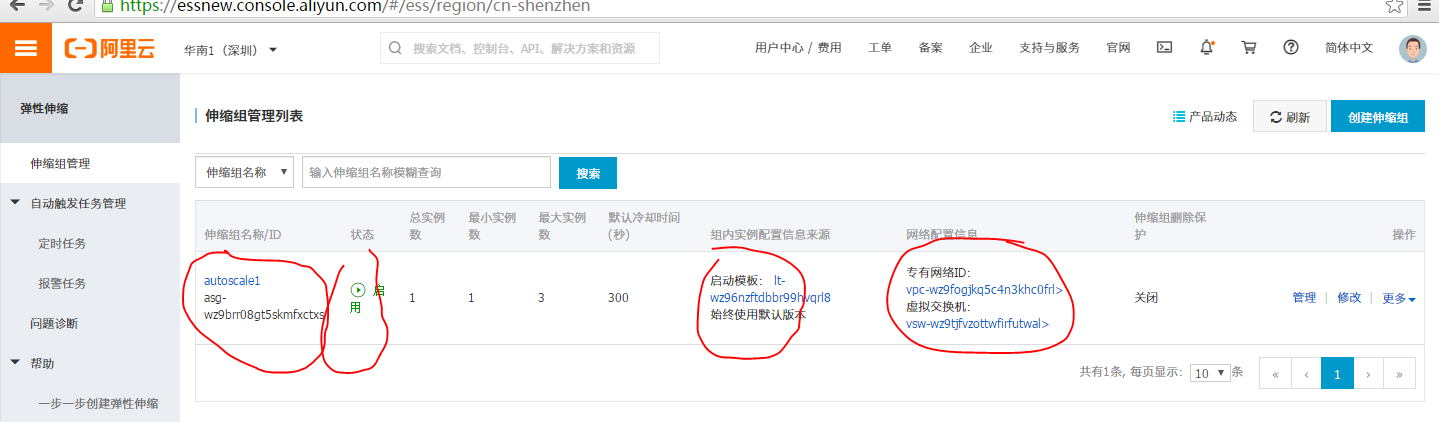 https://essnew.console.aliyun.com/#/ess/region/cn-shenzhen
阿里云 华南1（深圳） 搜索文档、控制台、API、解决方案和资源 用户中心 / 费用 工单 备案 企业 支持与服务 官网 简体中文
弹性伸缩
伸缩组管理
自动触发任务管理
定时任务
报警任务
问题诊断
帮助
一步一步创建弹性伸缩
伸缩组管理列表 产品动态 刷新 创建伸缩组
伸缩组名称 输入伸缩组名称模糊查询 搜索
伸缩组名称/ID 状态 总实例数 最小实例数 最大实例数 默认冷却时间(秒) 组内实例配置信息来源 网络配置信息 伸缩组删除保护 操作
autoscale1
asg-
wz9brr08gt5skmfxctxs
启用
1 1 3 300
启动模板： lt-
wz96nzftdbbr99hvqrl8
始终使用默认版本
专有网络ID:
vpc-wz9fogjkq5c4n3khc0frl>
虚拟交换机:
vsw-wz9tjfvzottwfirfutwal>
关闭
管理 | 修改 | 更多
共有1条, 每页显示： 10 条 « ‹ 1 › »